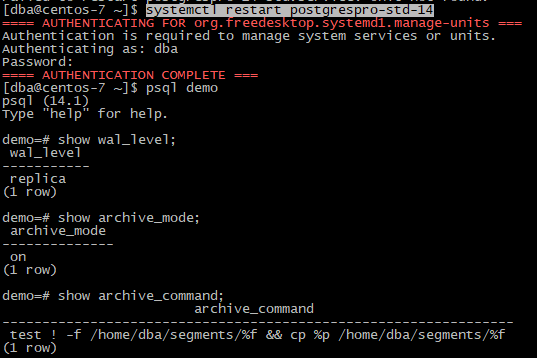 systemctl restart postgrespro-std-14
==== AUTHENTICATING FOR org.freedesktop.systemd1.manage-units ===
Authentication is required to manage system services or units.
Authenticating as: dba
Password:
==== AUTHENTICATION COMPLETE ===
[dba@centos-7 ~]$ psql demo
psql (14.1)
Type "help" for help.
demo=# show wal_level;
wal_level
-----------
replica
(1 row)
demo=# show archive_mode;
archive_mode
--------------
on
(1 row)
demo=# show archive_command;
archive_command
------------------------------------------------------------------
test ! -f /home/dba/segments/%f && cp %p /home/dba/segments/%f
(1 row)